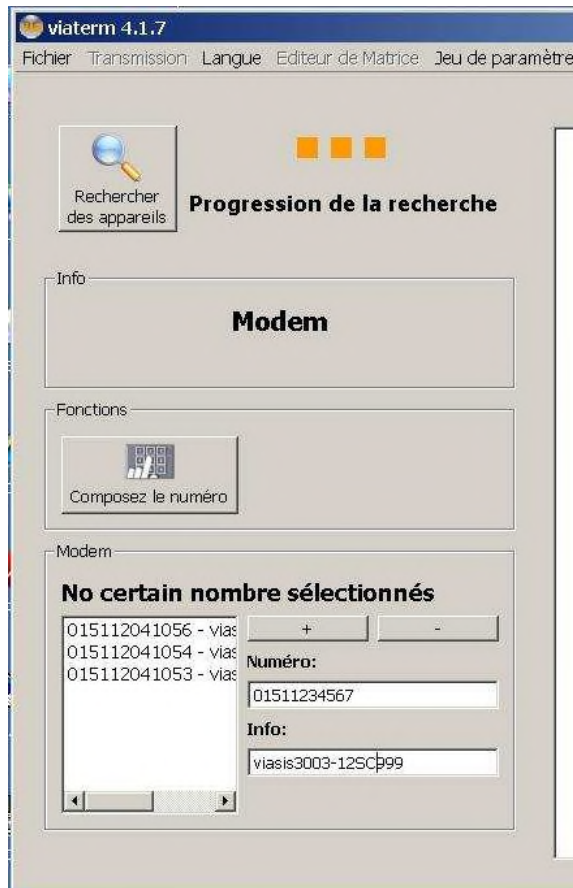 viaterm 4.1.7
Fichier Transmission Langue Editeur de Matrice Jeu de paramètre
Rechercher
des appareils
Progression de la recherche
Info
Modem
Fonctions
Composez le numéro
Modem
No certain nombre sélectionnés
015112041056 - vias
015112041054 - vias
015112041053 - vias
+
-
Numéro:
01511234567
Info:
viasis3003-12SC999